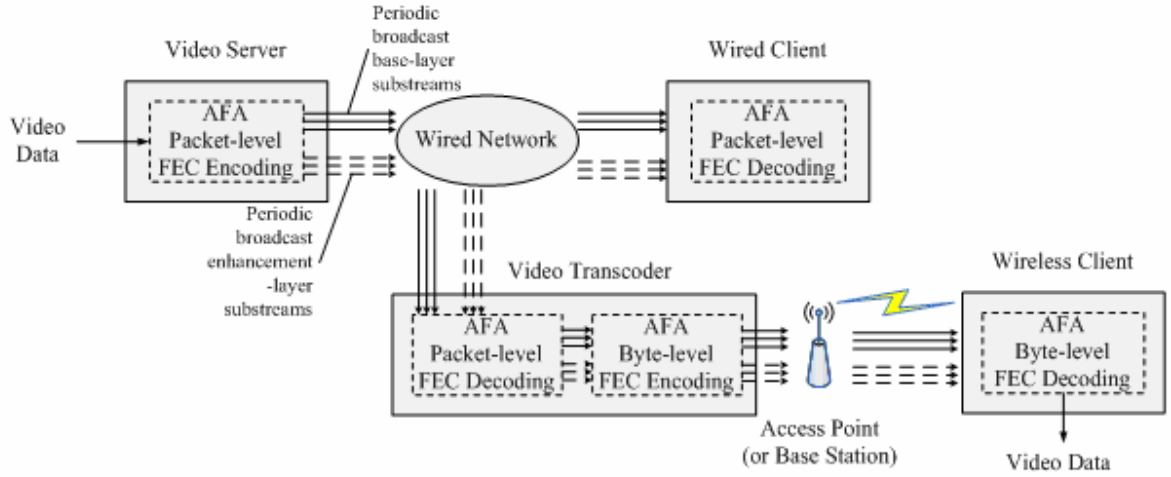 Periodic
broadcast
base-layer
substreams
Video Server
Wired Client
Video
Data
AFA
Packet-level
FEC Encoding
Wired Network
AFA
Packet-level
FEC Decoding
Periodic
broadcast
enhancement
-layer
substreams
Video Transcoder
Wireless Client
AFA
Packet-level
FEC Decoding
AFA
Byte-level
FEC Encoding
AFA
Byte-level
FEC Decoding
Access Point
(or Base Station)
Video Data